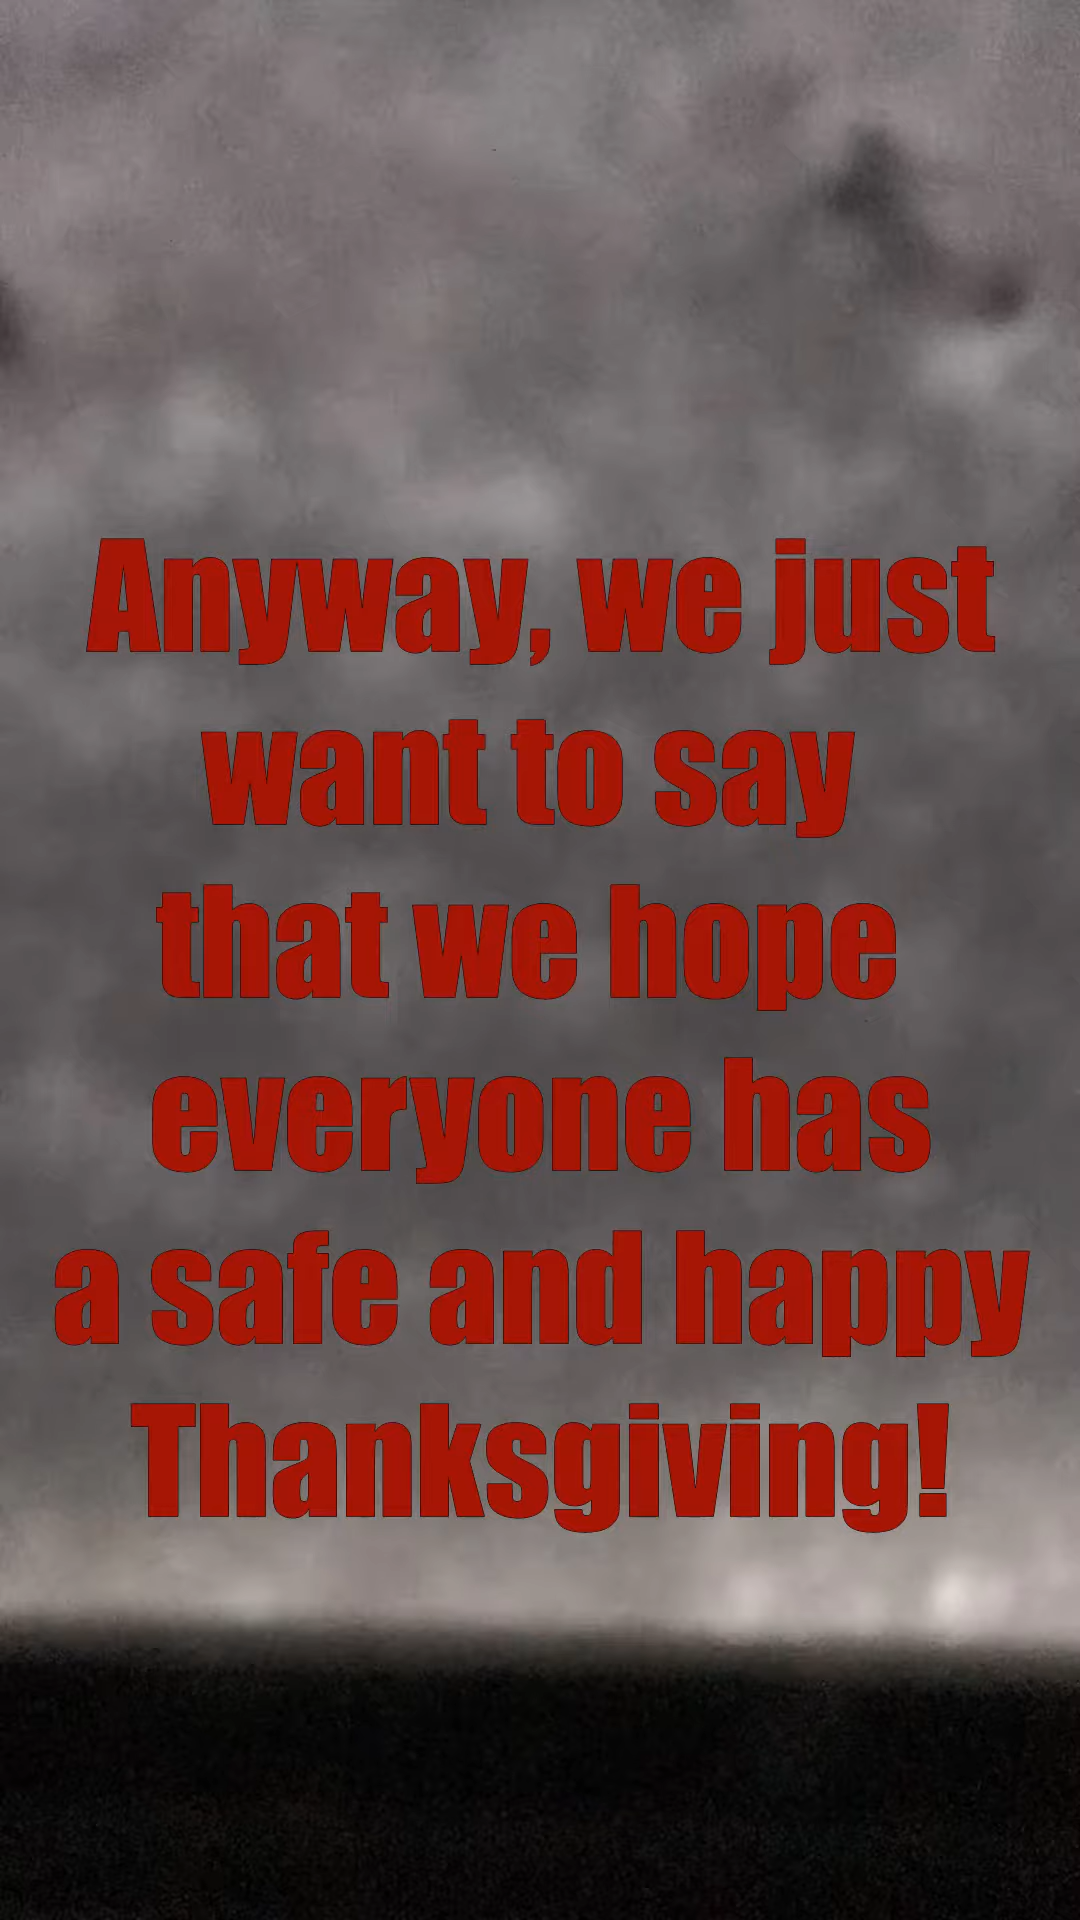 Anyway, we just
want to say
that we hope
everyone has
a safe and happy
Thanksgiving!